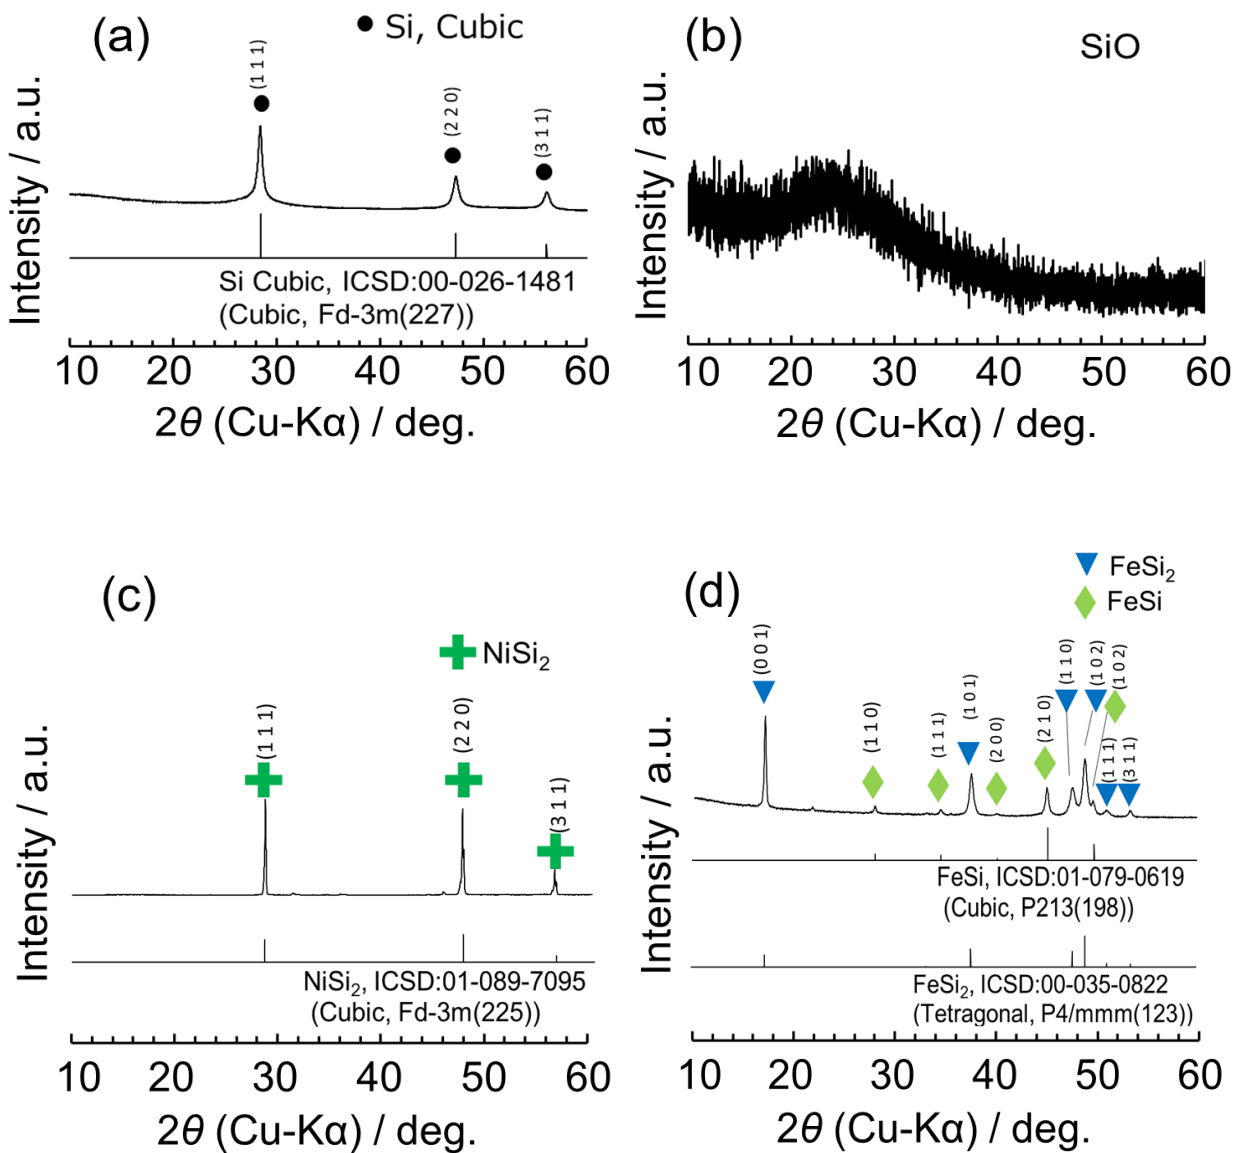 (a)
Si, Cubic
(1 1 1)
(2 2 0)
(3 1 1)
Intensity / a.u.
Si Cubic, ICSD:00-026-1481
(Cubic, Fd-3m(227))
10 20 30 40 50 60
2θ (Cu-Kα) / deg.
(b)
SiO
Intensity / a.u.
10 20 30 40 50 60
2θ (Cu-Kα) / deg.
(c)
NiSi₂
(1 1 1)
(2 2 0)
(3 1 1)
Intensity / a.u.
NiSi₂, ICSD:01-089-7095
(Cubic, Fd-3m(225))
10 20 30 40 50 60
2θ (Cu-Kα) / deg.
(d)
FeSi₂
FeSi
(0 0 1)
(1 1 0)
(1 1 1)
(1 0 1)
(2 0 0)
(2 1 0)
(1 1 0)
(1 0 2)
(1 0 2)
(1 1 1)
(3 1 1)
Intensity / a.u.
FeSi, ICSD:01-079-0619
(Cubic, P213(198))
FeSi₂, ICSD:00-035-0822
(Tetragonal, P4/mmm(123))
10 20 30 40 50 60
2θ (Cu-Kα) / deg.